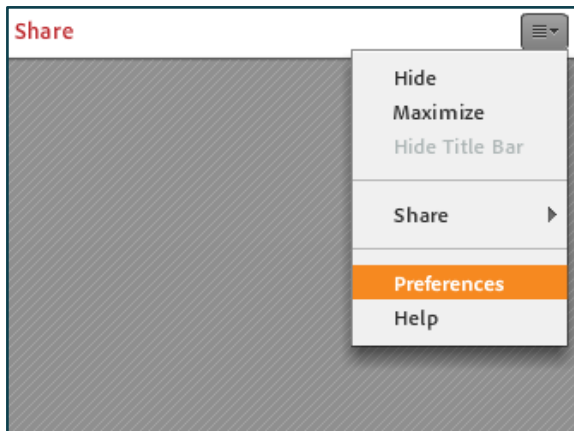 Share
Hide
Maximize
Hide Title Bar
Share
Preferences
Help